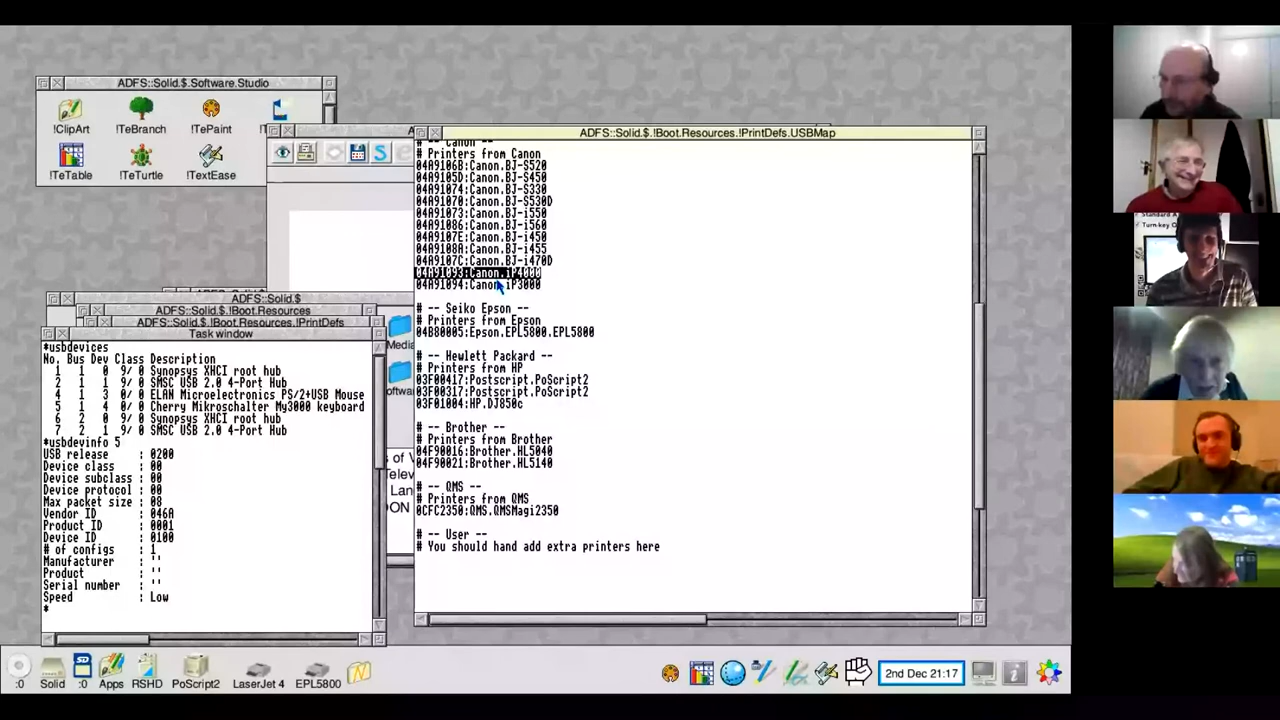 ADFS::Solid.$.Software.Studio
!ClipArt
!TeBranch
!TePaint
!TeTable
!TeTurtle
!TextEase
ADFS::Solid.$.!Boot.Resources.!PrintDefs.USBMap
# -- Canon --
# Printers from Canon
04A9106B:Canon.BJ-S520
04A9105D:Canon.BJ-S450
04A91074:Canon.BJ-S330
04A91070:Canon.BJ-S530D
04A91073:Canon.BJ-i550
04A91086:Canon.BJ-i560
04A9107E:Canon.BJ-i450
04A9108A:Canon.BJ-i455
04A9107C:Canon.BJ-i470D
04A91093:Canon.iP4000
04A91094:Canon.iP3000
# -- Seiko Epson --
# Printers from Epson
04B80005:Epson.EPL5800.EPL5800
# -- Hewlett Packard --
# Printers from HP
03F00417:Postscript.PoScript2
03F00317:Postscript.PoScript2
03F01004:HP.DJ850c
# -- Brother --
# Printers from Brother
04F90016:Brother.HL5040
04F90021:Brother.HL5140
# -- QMS --
# Printers from QMS
0CFC2350:QMS.QMSMagi2350
# -- User --
# You should hand add extra printers here
ADFS::Solid.$
ADFS::Solid.$.!Boot.Resources
ADFS::Solid.$.!Boot.Resources.!PrintDefs
Task window
*usbdevices
No. Bus Dev Class Description
1 1 0 9/ 0 Synopsys XHCI root hub
2 1 1 9/ 0 SMSC USB 2.0 4-Port Hub
4 1 3 0/ 0 ELAN Microelectronics PS/2+USB Mouse
5 1 4 0/ 0 Cherry Mikroschalter My3000 keyboard
6 2 0 9/ 0 Synopsys XHCI root hub
7 2 1 9/ 0 SMSC USB 2.0 4-Port Hub
*usbdevinfo 5
USB release : 0200
Device class : 00
Device subclass : 00
Device protocol : 00
Max packet size : 08
Vendor ID : 046A
Product ID : 0001
Device ID : 0100
# of configs : 1
Manufacturer : ''
Product : ''
Serial number : ''
Speed : Low
*
Media
:0
Solid
:0
Apps
RSHD
PoScript2
LaserJet 4
EPL5800
2nd Dec 21:17
Standard A
Turn-key O